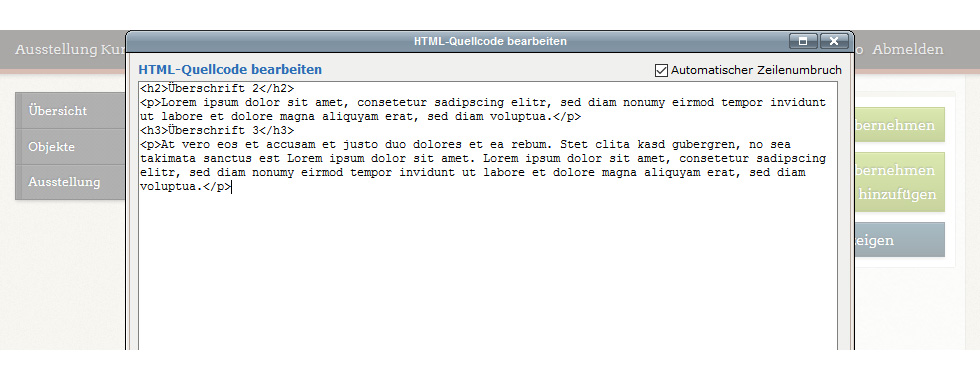 HTML-Quellcode bearbeiten
Ausstellung Abmelden
HTML-Quellcode bearbeiten Automatischer Zeilenumbruch
<h2>Überschrift 2</h2>
<p>Lorem ipsum dolor sit amet, consetetur sadipscing elitr, sed diam nonumy eirmod tempor invidunt
ut labore et dolore magna aliquyam erat, sed diam voluptua.</p>
<h3>Überschrift 3</h3>
<p>At vero eos et accusam et justo duo dolores et ea rebum. Stet clita kasd gubergren, no sea
takimata sanctus est Lorem ipsum dolor sit amet. Lorem ipsum dolor sit amet, consetetur sadipscing
elitr, sed diam nonumy eirmod tempor invidunt ut labore et dolore magna aliquyam erat, sed diam
voluptua.</p>
Übersicht
Objekte
Ausstellung
hinzufügen